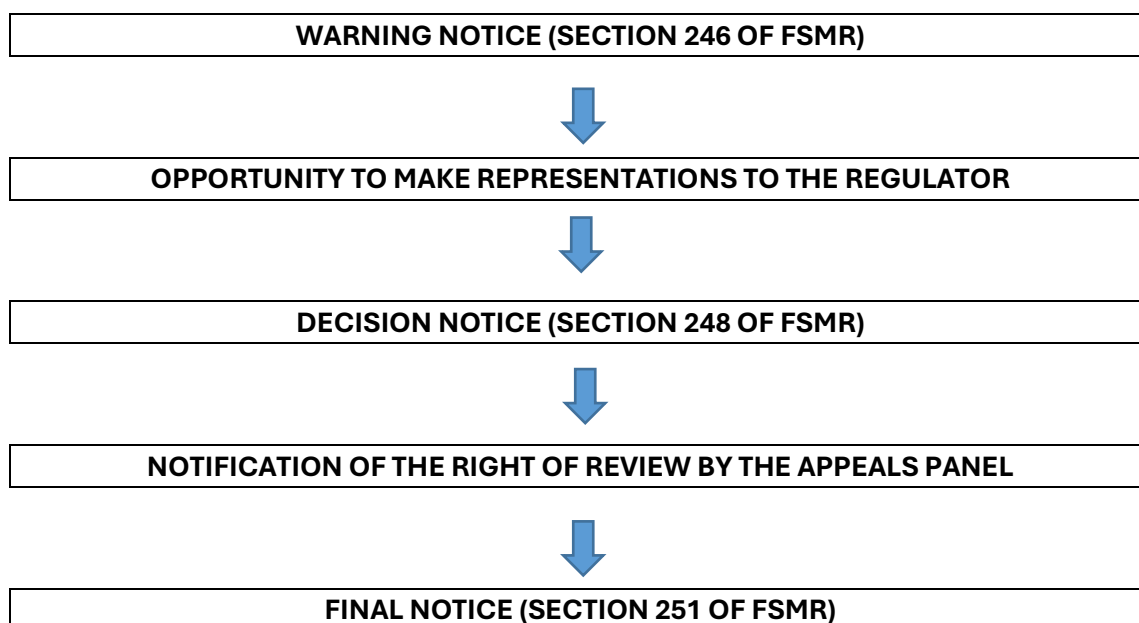 WARNING NOTICE (SECTION 246 OF FSMR)
OPPORTUNITY TO MAKE REPRESENTATIONS TO THE REGULATOR
DECISION NOTICE (SECTION 248 OF FSMR)
NOTIFICATION OF THE RIGHT OF REVIEW BY THE APPEALS PANEL
FINAL NOTICE (SECTION 251 OF FSMR)